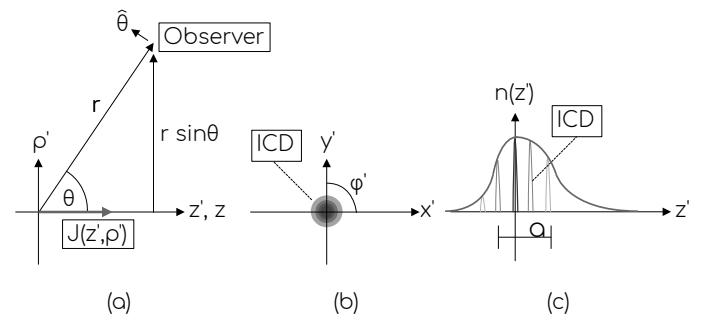 θ̂
Observer
r
ρ'
r sinθ
θ
z', z
J(z',ρ')
(a)
ICD
y'
φ'
x'
(b)
n(z')
ICD
z'
a
(c)